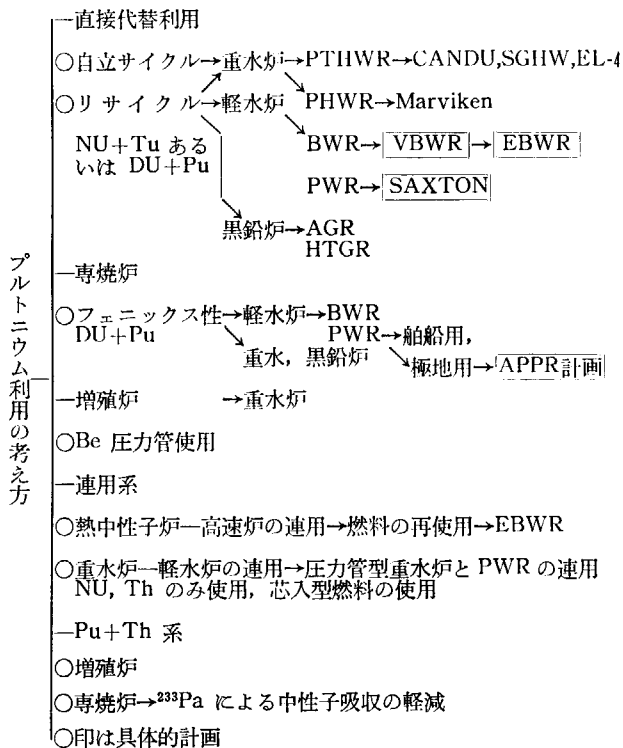 プルトニウム利用の考え方
—直接代替利用
○自立サイクル→重水炉→PTHWR→CANDU,SGHW,EL-4
○リサイクル→軽水炉 PHWR→Marviken
NU+Tu ある
いは DU+Pu
BWR→VBWR→EBWR
PWR→SAXTON
黒鉛炉→AGR
HTGR
—専焼炉
○フェニックス性→軽水炉→BWR
DU+Pu PWR→舶船用,
重水，黒鉛炉 極地用→APPR計画
—増殖炉 →重水炉
○Be 圧力管使用
—連用系
○熱中性子炉—高速炉の連用→燃料の再使用→EBWR
○重水炉—軽水炉の連用→圧力管型重水炉と PWR の連用
NU, Th のみ使用，芯入型燃料の使用
—Pu+Th 系
○増殖炉
○専焼炉→²³³Pa による中性子吸収の軽減
○印は具体的計画